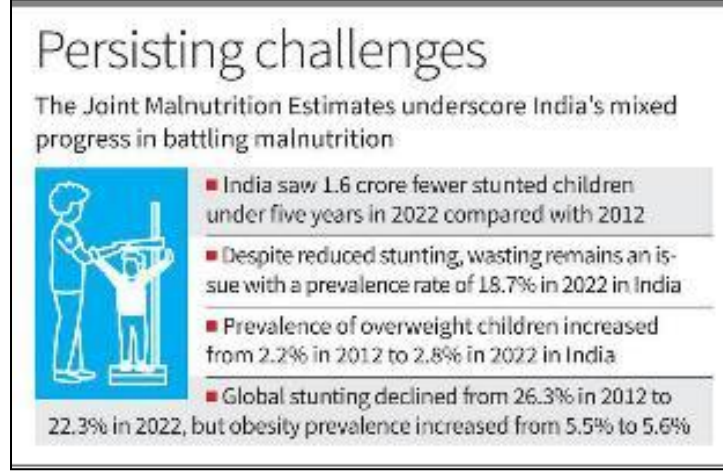 Persisting challenges
The Joint Malnutrition Estimates underscore India's mixed
progress in battling malnutrition
■ India saw 1.6 crore fewer stunted children
under five years in 2022 compared with 2012
■ Despite reduced stunting, wasting remains an is-
sue with a prevalence rate of 18.7% in 2022 in India
■ Prevalence of overweight children increased
from 2.2% in 2012 to 2.8% in 2022 in India
■ Global stunting declined from 26.3% in 2012 to
22.3% in 2022, but obesity prevalence increased from 5.5% to 5.6%